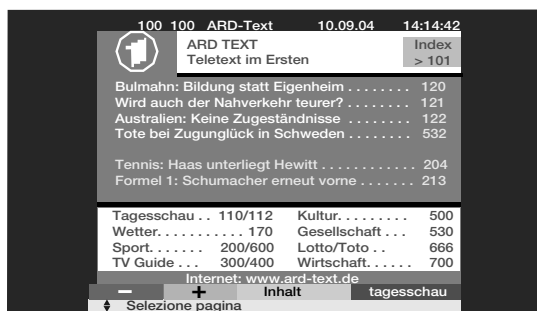 100 100 ARD-Text 10.09.04 14:14:42
ARD TEXT Index
Teletext im Ersten > 101
Bulmahn: Bildung statt Eigenheim . . . . . . . . 120
Wird auch der Nahverkehr teurer? . . . . . . . 121
Australien: Keine Zugeständnisse . . . . . . . . 122
Tote bei Zugunglück in Schweden . . . . . . . . 532
Tennis: Haas unterliegt Hewitt . . . . . . . . . . . . 204
Formel 1: Schumacher erneut vorne . . . . . . . 213
Tagesschau . . 110/112 Kultur. . . . . . . . . 500
Wetter. . . . . . . . . . . 170 Gesellschaft . . . 530
Sport. . . . . . . 200/600 Lotto/Toto . . 666
TV Guide . . . 300/400 Wirtschaft. . . . . . 700
Internet: www.ard-text.de
− + Inhalt tagesschau
Selezione pagina